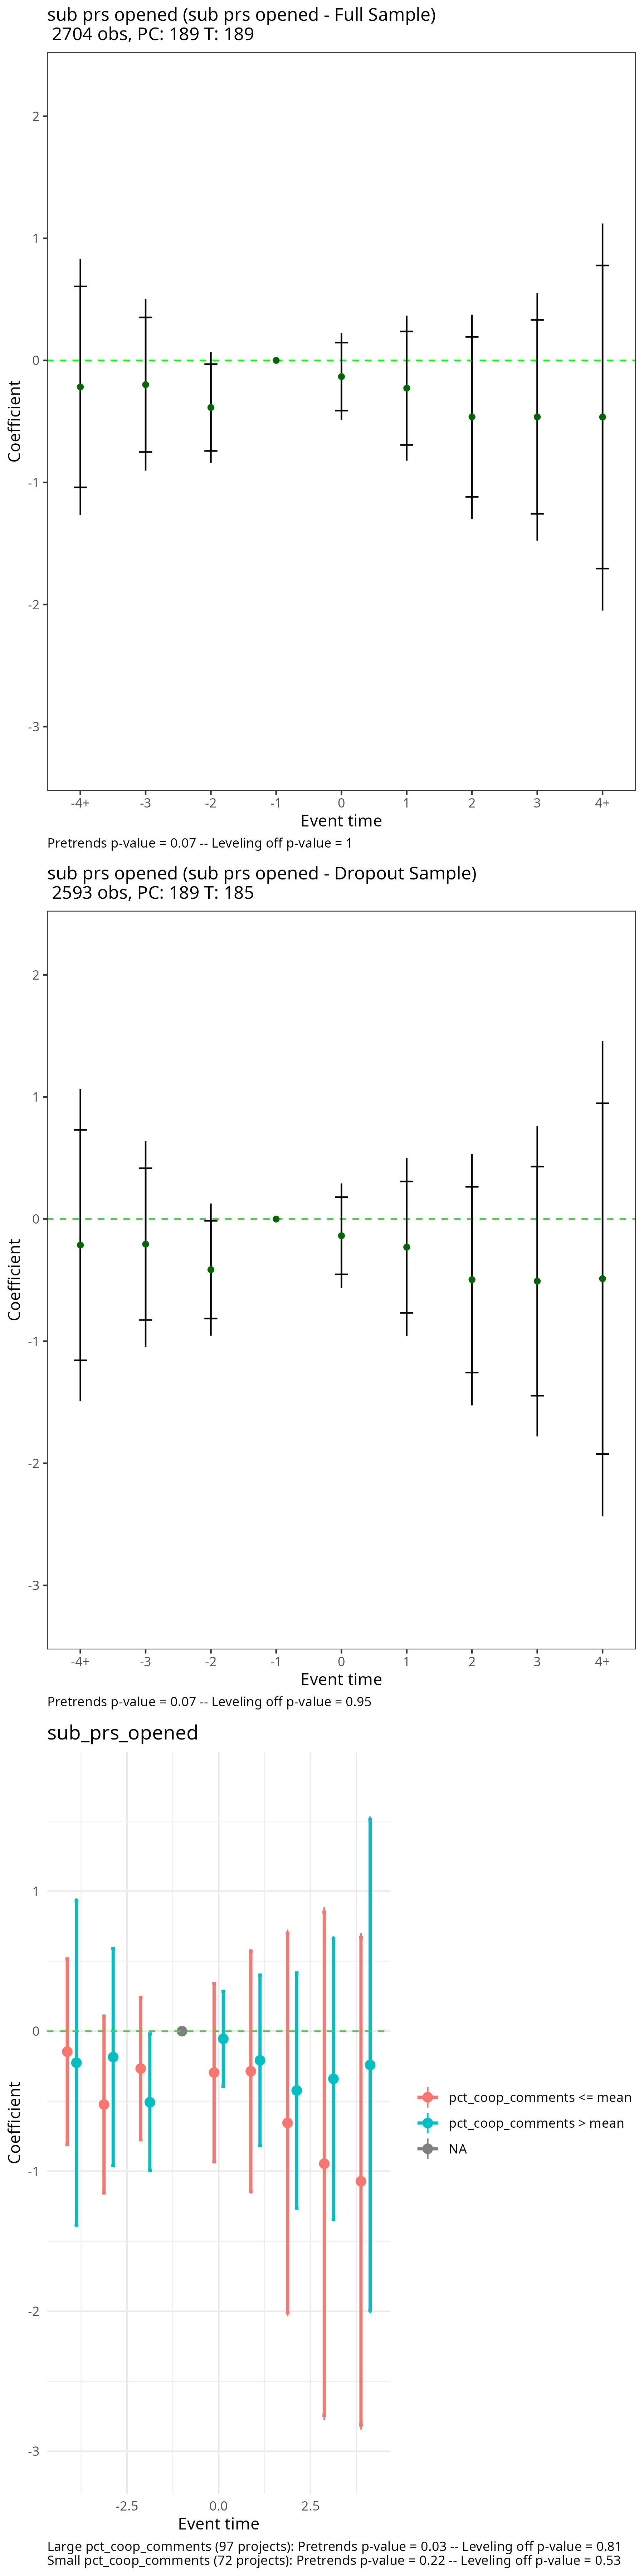 sub prs opened (sub prs opened - Full Sample)
2704 obs, PC: 189 T: 189
2
1
0
-1
-2
-3
Coefficient
-4+ -3 -2 -1 0 1 2 3 4+
Event time
Pretrends p-value = 0.07 -- Leveling off p-value = 1
sub prs opened (sub prs opened - Dropout Sample)
2593 obs, PC: 189 T: 185
2
1
0
-1
-2
-3
Coefficient
-4+ -3 -2 -1 0 1 2 3 4+
Event time
Pretrends p-value = 0.07 -- Leveling off p-value = 0.95
sub_prs_opened
1
0
-1
-2
-3
Coefficient
pct_coop_comments <= mean
pct_coop_comments > mean
NA
-2.5 0.0 2.5
Event time
Large pct_coop_comments (97 projects): Pretrends p-value = 0.03 -- Leveling off p-value = 0.81
Small pct_coop_comments (72 projects): Pretrends p-value = 0.22 -- Leveling off p-value = 0.53